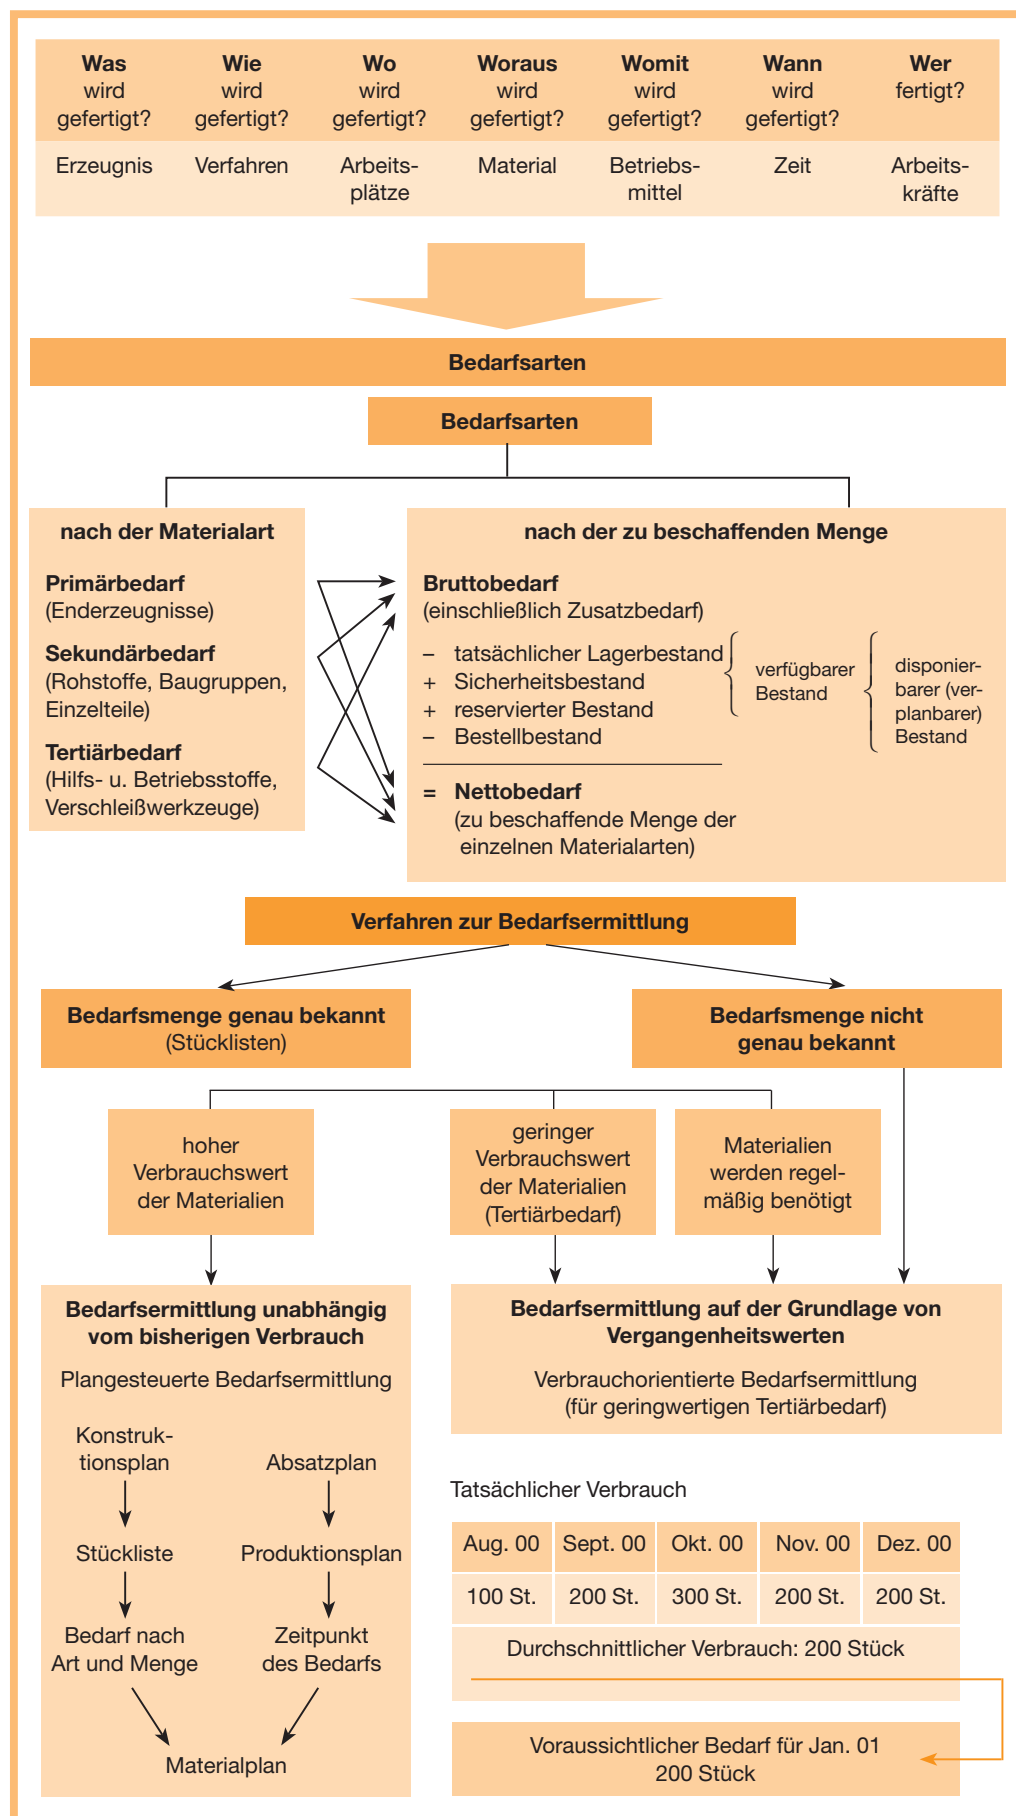 Was
wird
gefertigt?
Wie
wird
gefertigt?
Wo
wird
gefertigt?
Woraus
wird
gefertigt?
Womit
wird
gefertigt?
Wann
wird
gefertigt?
Wer
fertigt?
Erzeugnis
Verfahren
Arbeits-
plätze
Material
Betriebs-
mittel
Zeit
Arbeits-
kräfte
Bedarfsarten
Bedarfsarten
nach der Materialart
Primärbedarf
(Enderzeugnisse)
Sekundärbedarf
(Rohstoffe, Baugruppen,
Einzelteile)
Tertiärbedarf
(Hilfs- u. Betriebsstoffe,
Verschleißwerkzeuge)
nach der zu beschaffenden Menge
Bruttobedarf
(einschließlich Zusatzbedarf)
– tatsächlicher Lagerbestand
+ Sicherheitsbestand
+ reservierter Bestand
– Bestellbestand
verfügbarer
Bestand
disponier-
barer (ver-
planbarer)
Bestand
= Nettobedarf
(zu beschaffende Menge der
einzelnen Materialarten)
Verfahren zur Bedarfsermittlung
Bedarfsmenge genau bekannt
(Stücklisten)
Bedarfsmenge nicht
genau bekannt
hoher
Verbrauchswert
der Materialien
geringer
Verbrauchswert
der Materialien
(Tertiärbedarf)
Materialien
werden regel-
mäßig benötigt
Bedarfsermittlung unabhängig
vom bisherigen Verbrauch
Plangesteuerte Bedarfsermittlung
Konstruk-
tionsplan
Absatzplan
Stückliste
Produktionsplan
Bedarf nach
Art und Menge
Zeitpunkt
des Bedarfs
Materialplan
Bedarfsermittlung auf der Grundlage von
Vergangenheitswerten
Verbrauchorientierte Bedarfsermittlung
(für geringwertigen Tertiärbedarf)
Tatsächlicher Verbrauch
Aug. 00 Sept. 00 Okt. 00 Nov. 00 Dez. 00
100 St. 200 St. 300 St. 200 St. 200 St.
Durchschnittlicher Verbrauch: 200 Stück
Voraussichtlicher Bedarf für Jan. 01
200 Stück